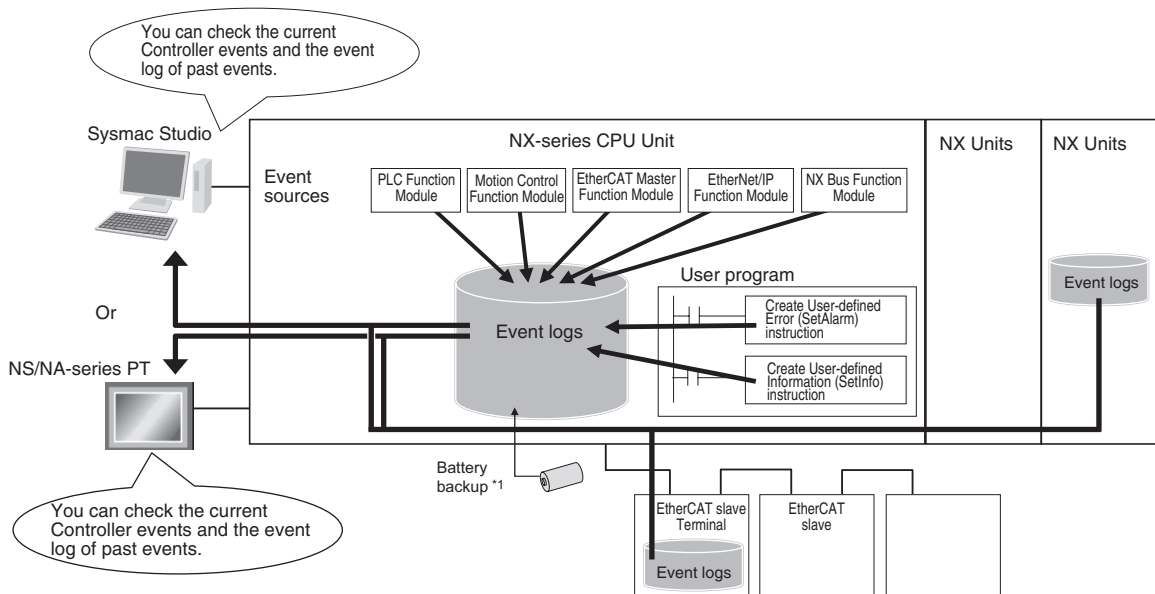 You can check the current
Controller events and the event
log of past events.
Sysmac Studio
NX-series CPU Unit
NX Units
NX Units
Event
sources
PLC Function
Module
Motion Control
Function Module
EtherCAT Master
Function Module
EtherNet/IP
Function Module
NX Bus Function
Module
User program
Event logs
Create User-defined
Error (SetAlarm)
instruction
Create User-defined
Information (SetInfo)
instruction
Event logs
Or
NS/NA-series PT
Battery
backup *1
You can check the current
Controller events and the event
log of past events.
EtherCAT slave
Terminal
EtherCAT
slave
Event logs